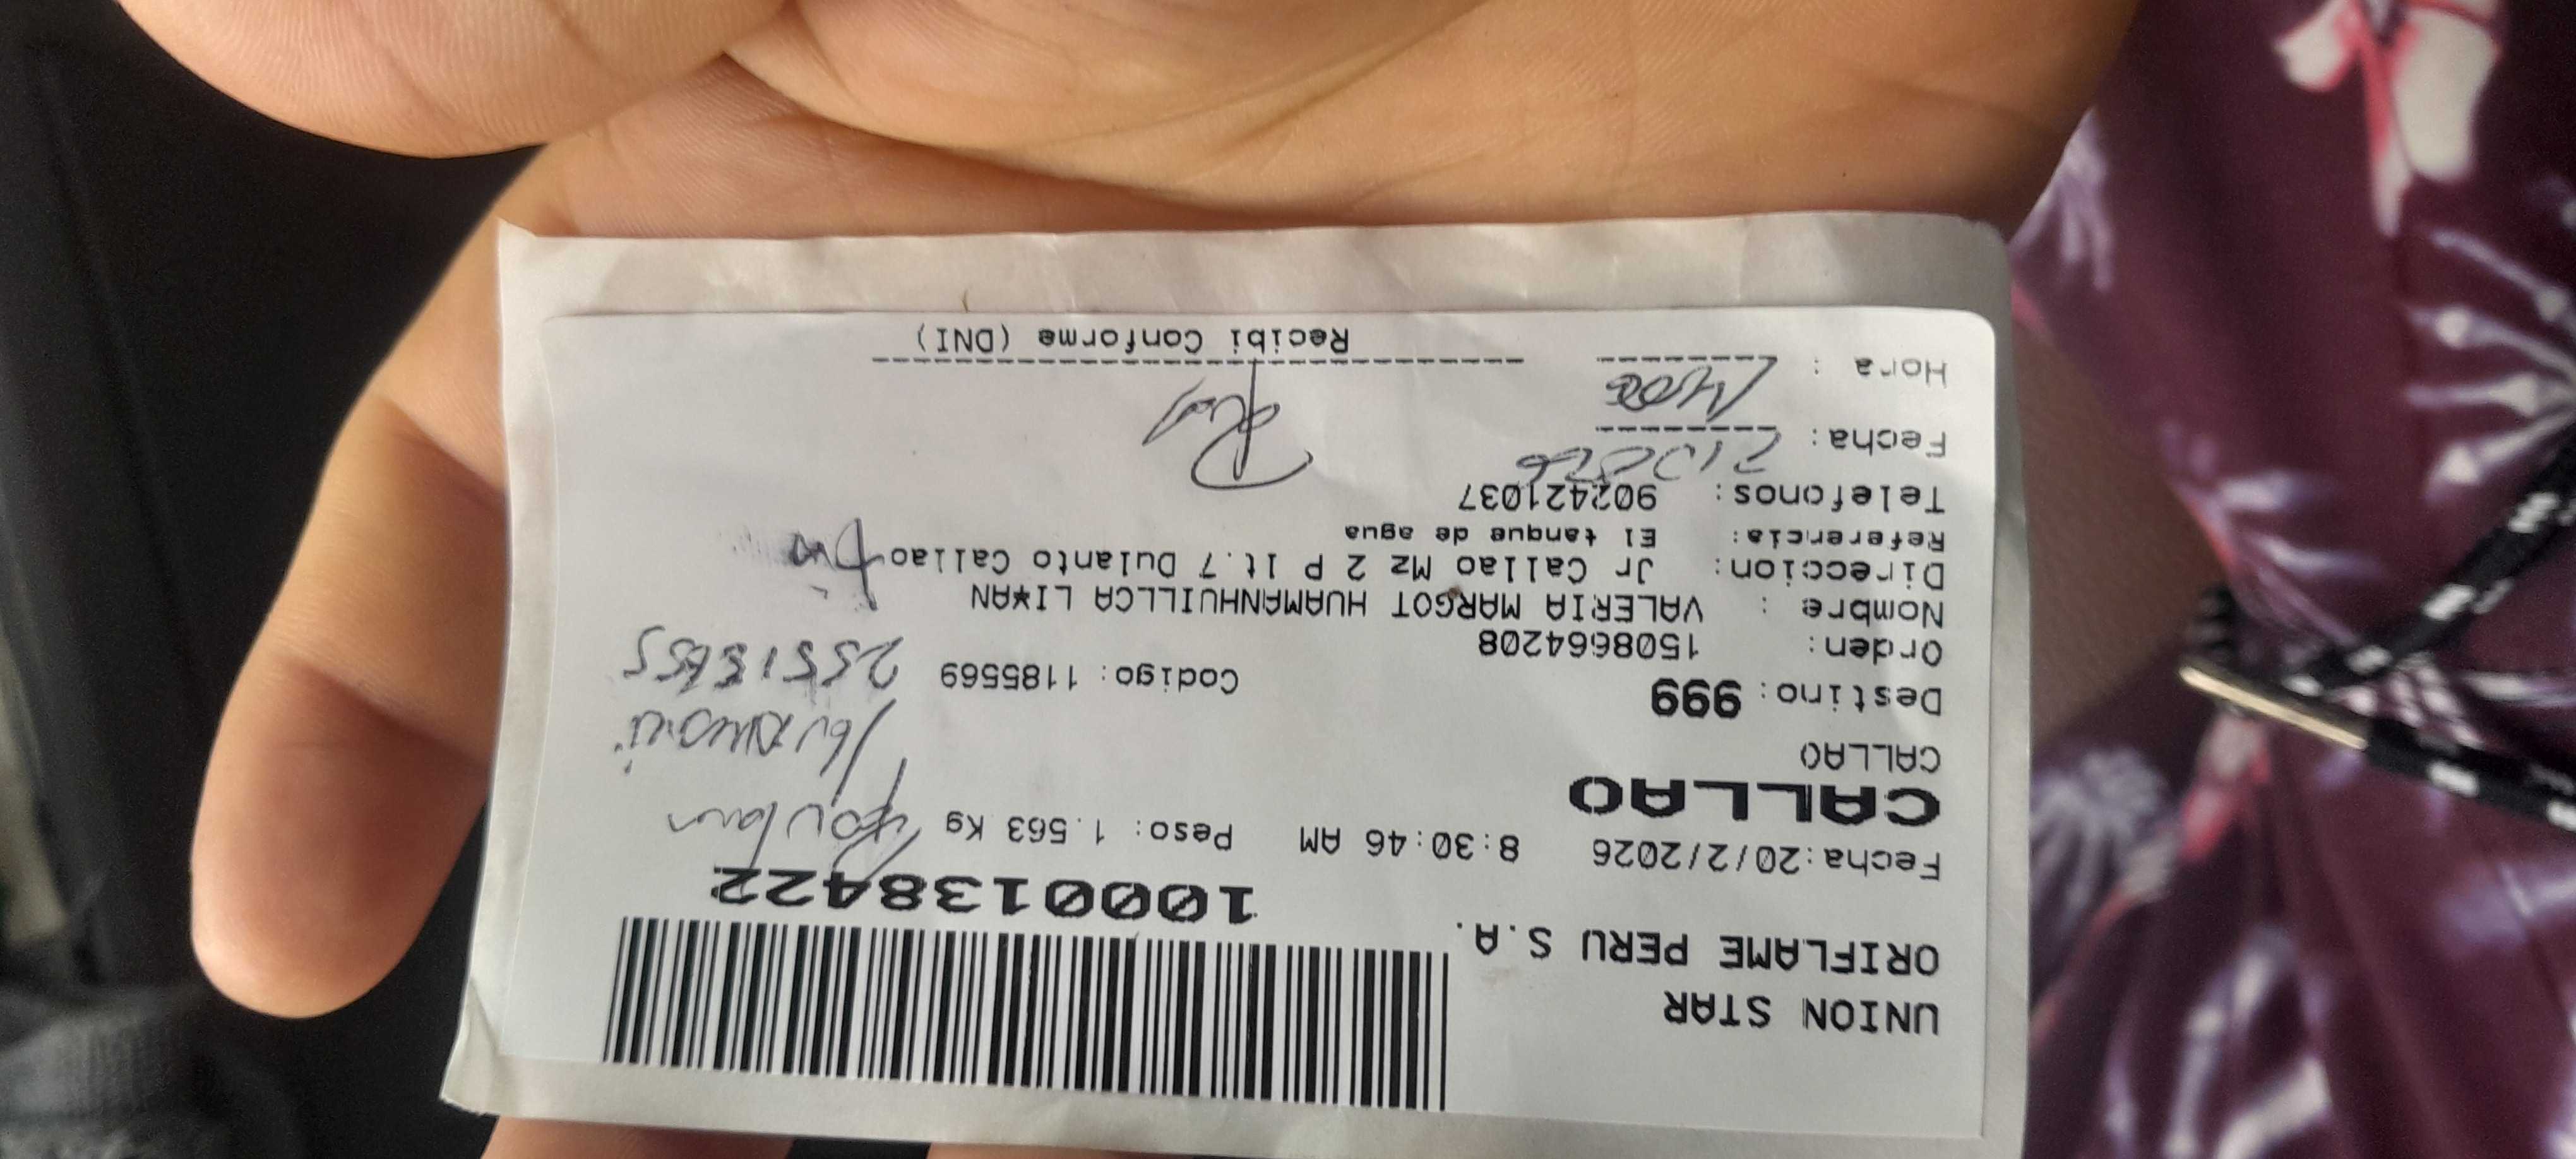 UNION STAR
ORIFLAME PERU S.A.
1000138422
Fecha:20/2/2026 8:30:46 AM Peso: 1.563 Kg
CALLAO
CALLAO
Destino: 999 Codigo: 1185569
Orden: 1508664208
Nombre : VALERIA MARGOT HUAMANHUILLCA LI¥AN
Direccion: Jr Callao Mz 2 P lt.7 Dulanto Callao
Referencia: El tanque de agua
Telefonos: 902421037
Fecha:
Hora :
Recibi Conforme (DNI)